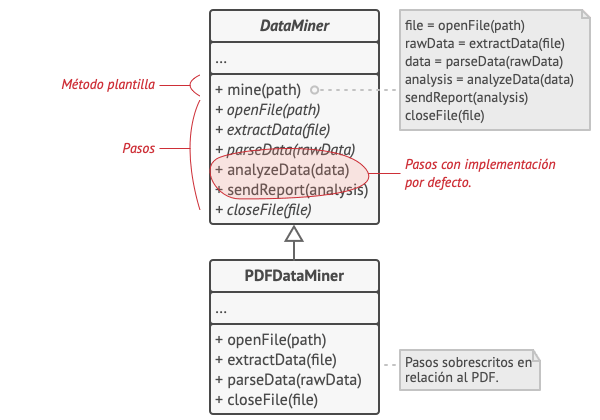 DataMiner
...
+ mine(path)
+ openFile(path)
+ extractData(file)
+ parseData(rawData)
+ analyzeData(data)
+ sendReport(analysis)
+ closeFile(file)
file = openFile(path)
rawData = extractData(file)
data = parseData(rawData)
analysis = analyzeData(data)
sendReport(analysis)
closeFile(file)
Método plantilla
Pasos
Pasos con implementación
por defecto.
PDFDataMiner
...
+ openFile(path)
+ extractData(file)
+ parseData(rawData)
+ closeFile(file)
Pasos sobrescritos en
relación al PDF.